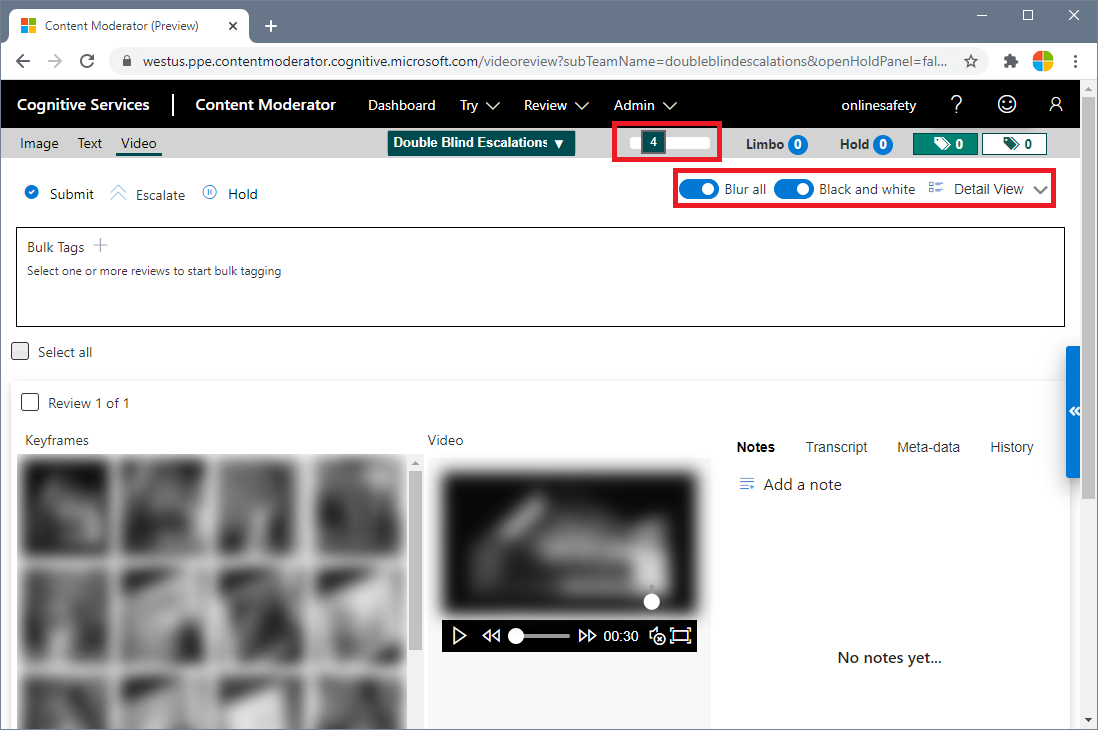 Content Moderator (Preview)
westus.ppe.contentmoderator.cognitive.microsoft.com/videoreview?subTeamName=doubleblindescalations&openHoldPanel=fal...
Cognitive Services Content Moderator Dashboard Try Review Admin onlinesafety ?
Image Text Video Double Blind Escalations 4 Limbo 0 Hold 0 0 0
Submit Escalate Hold Blur all Black and white Detail View
Bulk Tags
Select one or more reviews to start bulk tagging
Select all
Review 1 of 1
Keyframes Video
Notes Transcript Meta-data History
Add a note
00:30
No notes yet...